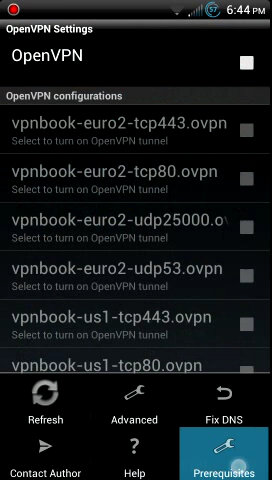 57 6:44 PM
OpenVPN Settings
OpenVPN
OpenVPN configurations
vpnbook-euro2-tcp443.ovpn
Select to turn on OpenVPN tunnel
vpnbook-euro2-tcp80.ovpn
Select to turn on OpenVPN tunnel
vpnbook-euro2-udp25000.o
Select to turn on OpenVPN tunnel
vpnbook-euro2-udp53.ovpn
Select to turn on OpenVPN tunnel
vpnbook-us1-tcp443.ovpn
Select to turn on OpenVPN tunnel
vpnbook-us1-tcp80.ovpn
Refresh Advanced Fix DNS
Contact Author Help Prerequisites